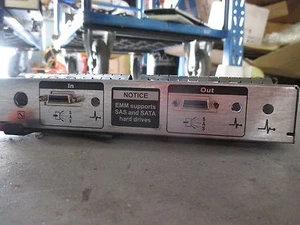 In
Out
NOTICE
EMM supports
SAS and SATA
hard drives